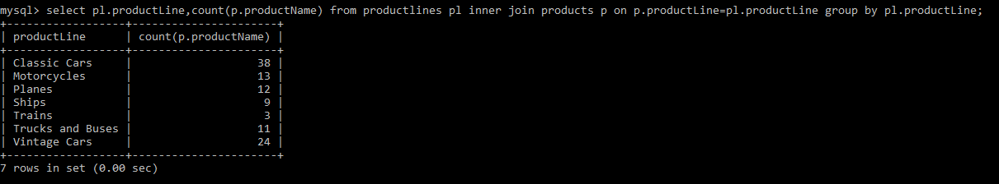 mysql> select pl.productLine,count(p.productName) from productlines pl inner join products p on p.productLine=pl.productLine group by pl.productLine;
+------------------+----------------------+
| productLine      | count(p.productName) |
+------------------+----------------------+
| Classic Cars     |                   38 |
| Motorcycles      |                   13 |
| Planes           |                   12 |
| Ships            |                    9 |
| Trains           |                    3 |
| Trucks and Buses |                   11 |
| Vintage Cars     |                   24 |
+------------------+----------------------+
7 rows in set (0.00 sec)